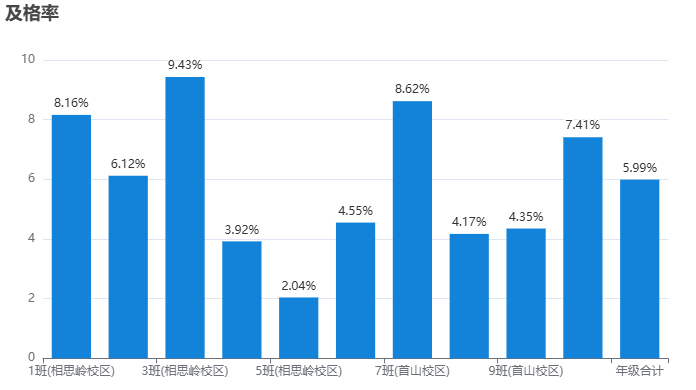 及格率
10
8
6
4
2
0
8.16%
6.12%
9.43%
3.92%
2.04%
4.55%
8.62%
4.17%
4.35%
7.41%
5.99%
1班(相思岭校区)
3班(相思岭校区)
5班(相思岭校区)
7班(首山校区)
9班(首山校区)
年级合计